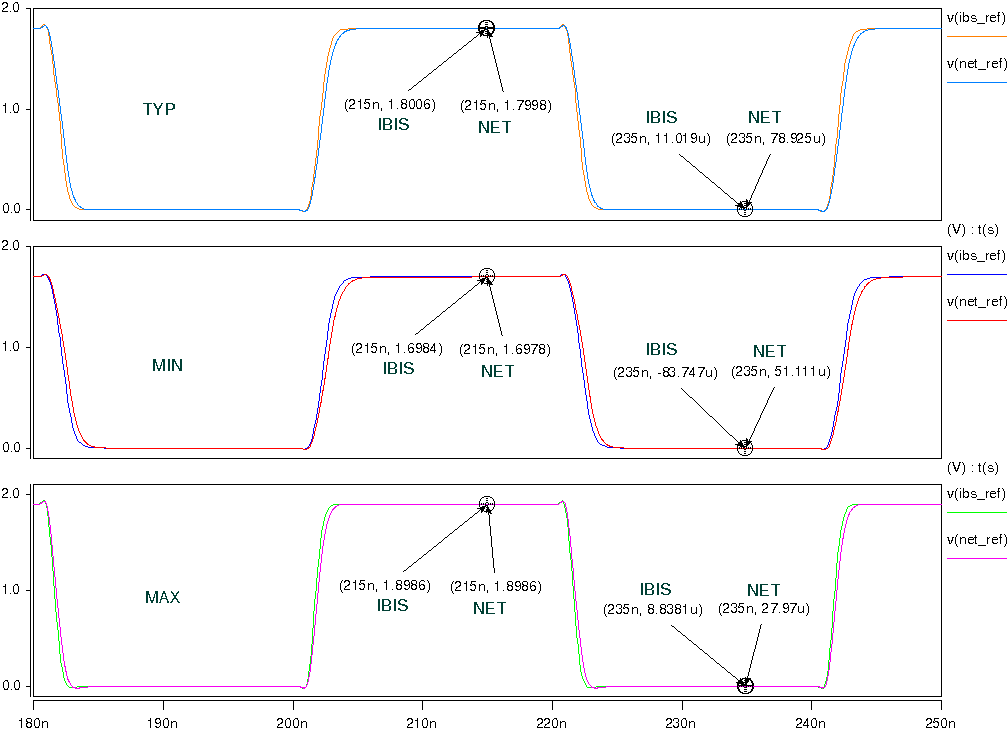 2.0
v(ibs_ref)
v(net_ref)
TYP
1.0
(215n, 1.8006)
(215n, 1.7998)
IBIS
NET
IBIS
NET
(235n, 11.019u)
(235n, 78.925u)
0.0
(V) : t(s)
2.0
v(ibs_ref)
v(net_ref)
1.0
(215n, 1.6984)
(215n, 1.6978)
IBIS
NET
IBIS
NET
MIN
(235n, -83.747u)
(235n, 51.111u)
0.0
(V) : t(s)
2.0
v(ibs_ref)
v(net_ref)
1.0
(215n, 1.8986)
(215n, 1.8986)
IBIS
NET
MAX
IBIS
NET
(235n, 8.8381u)
(235n, 27.97u)
0.0
180n
190n
200n
210n
220n
230n
240n
250n